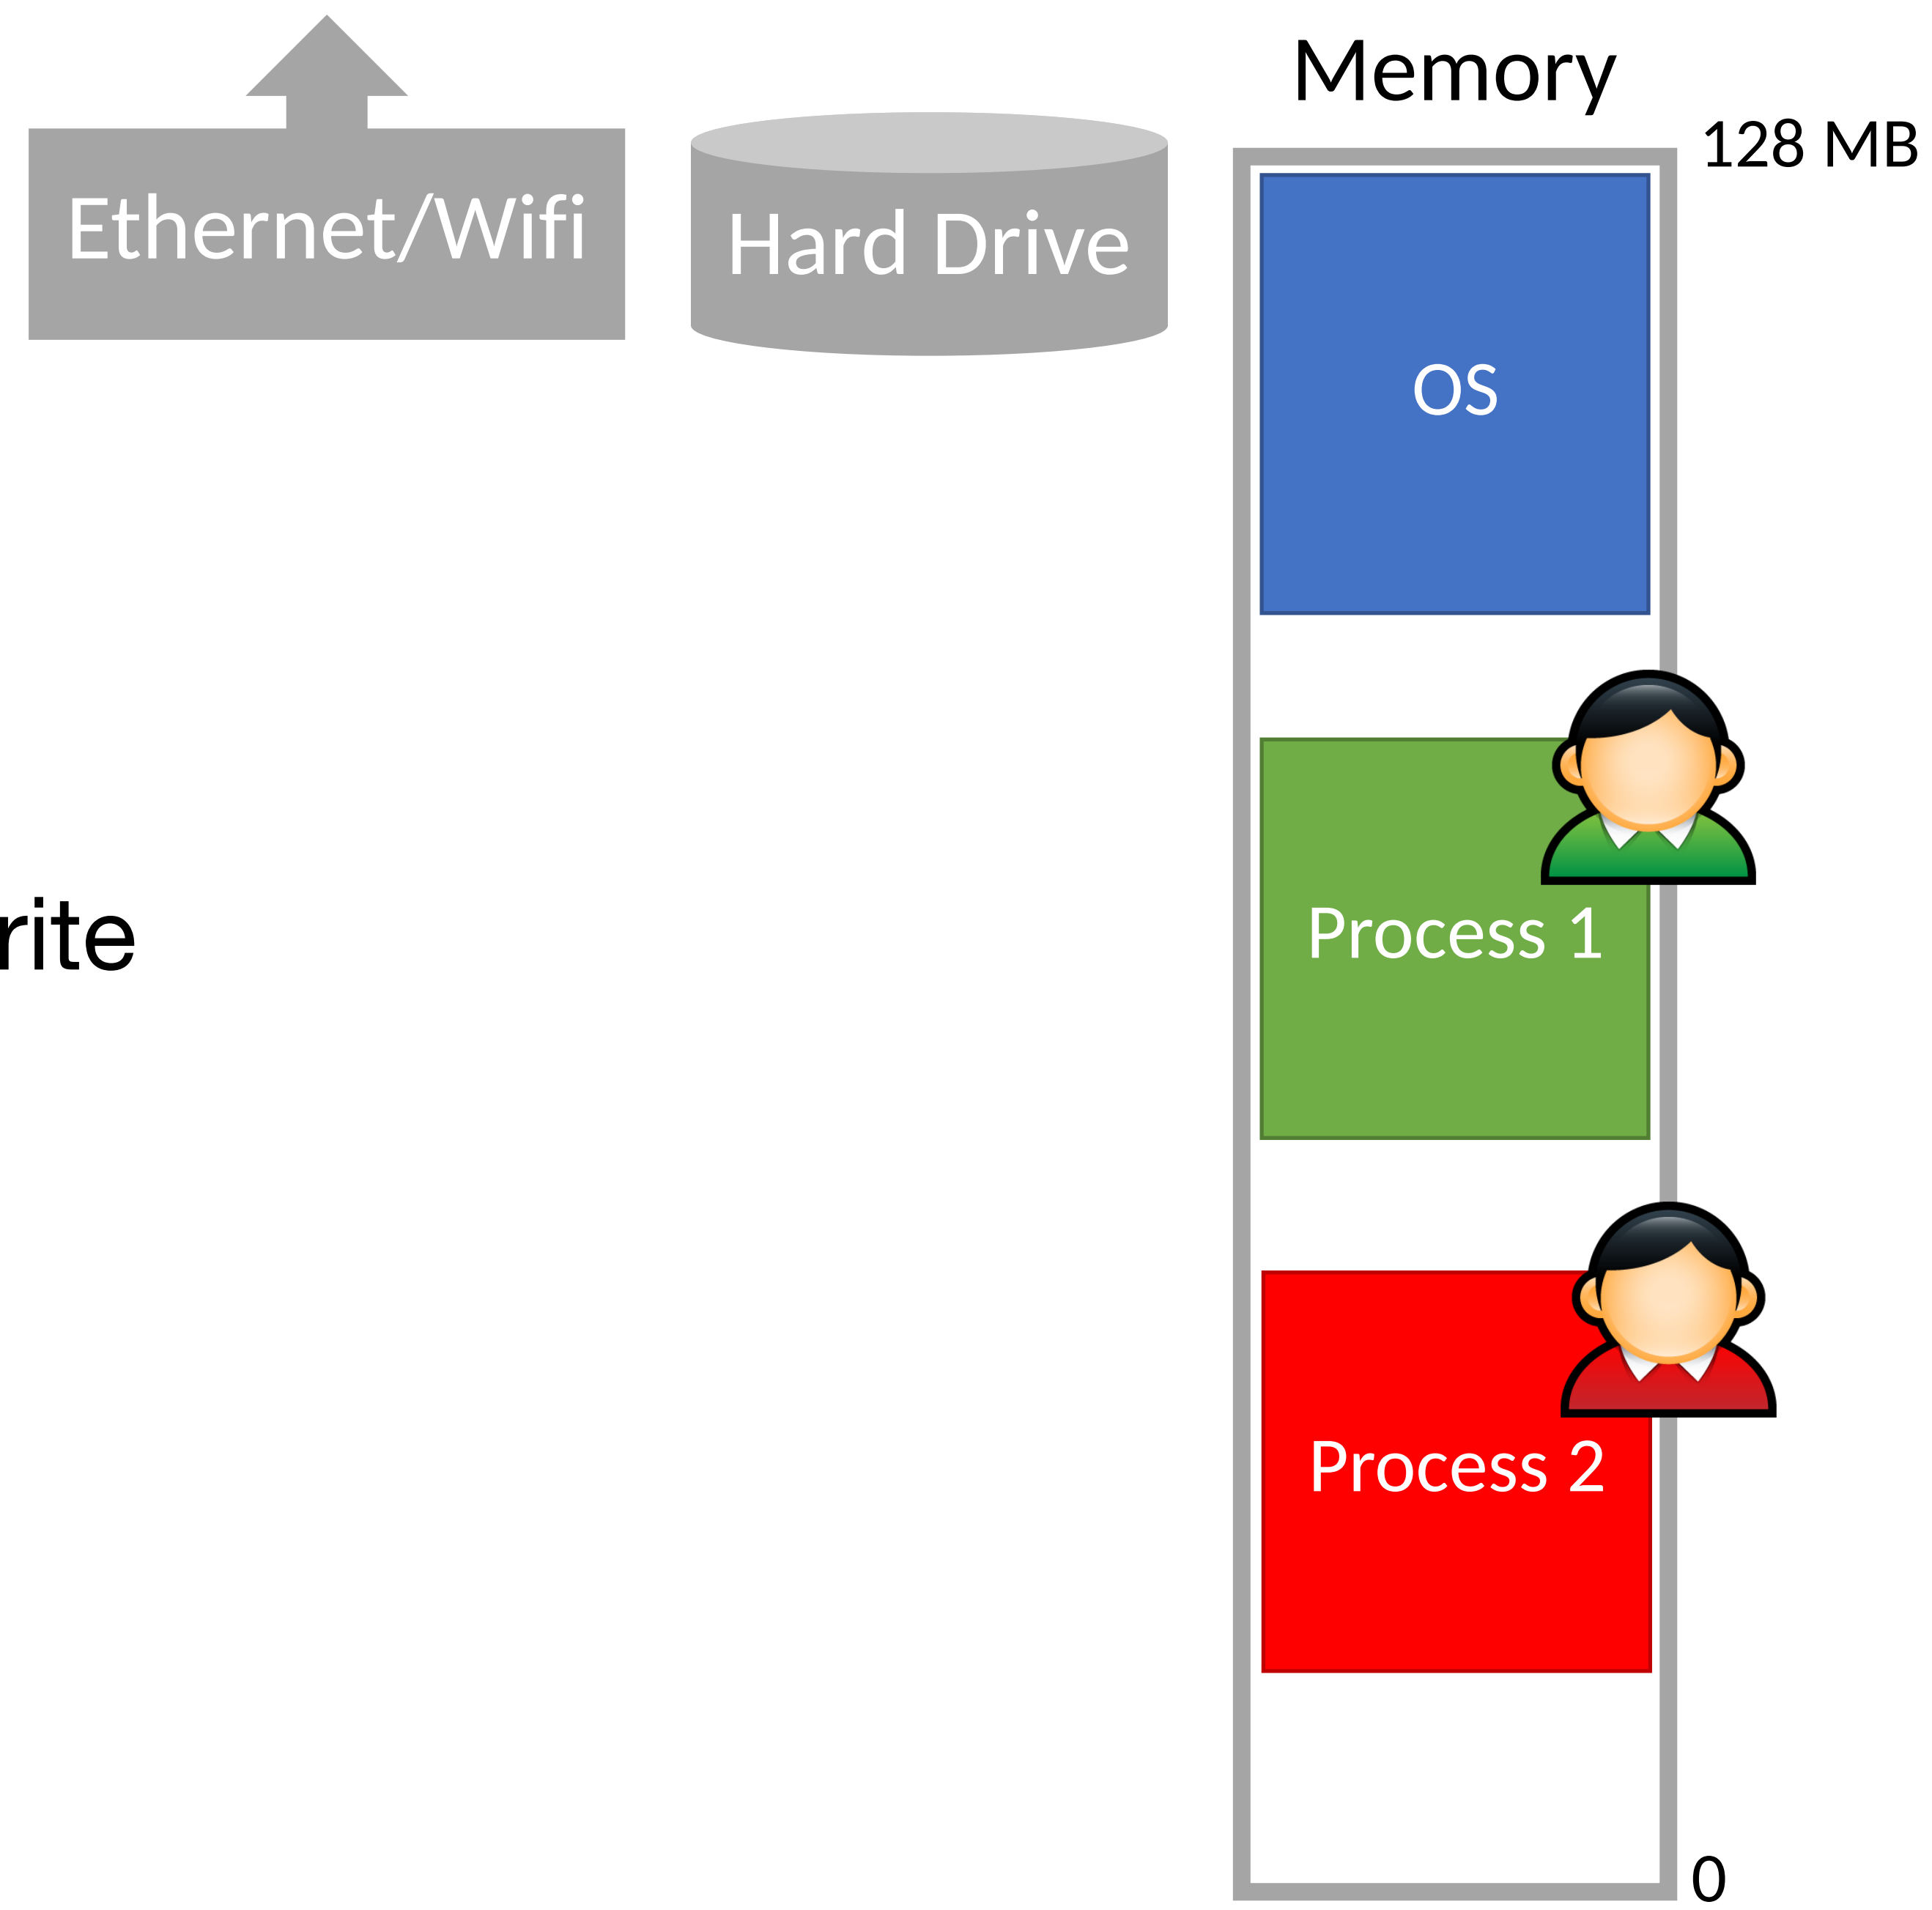 Memory
128 MB
Ethernet/Wifi
Hard Drive
OS
Process 1
rite
Process 2
0